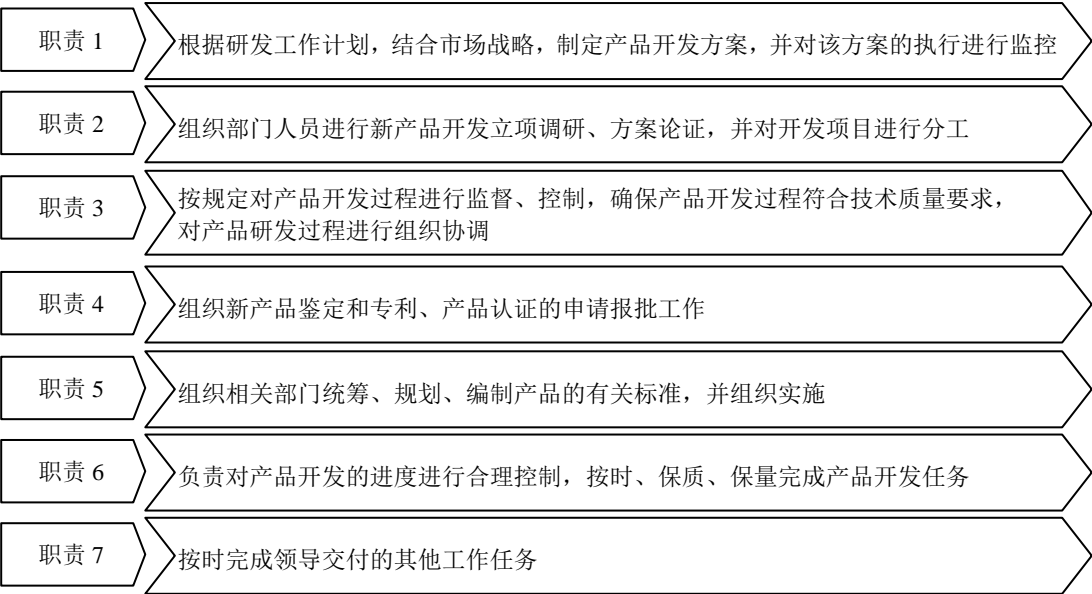 职责 1
根据研发工作计划，结合市场战略，制定产品开发方案，并对该方案的执行进行监控
职责 2
组织部门人员进行新产品开发立项调研、方案论证，并对开发项目进行分工
职责 3
按规定对产品开发过程进行监督、控制，确保产品开发过程符合技术质量要求，
对产品研发过程进行组织协调
职责 4
组织新产品鉴定和专利、产品认证的申请报批工作
职责 5
组织相关部门统筹、规划、编制产品的有关标准，并组织实施
职责 6
负责对产品开发的进度进行合理控制，按时、保质、保量完成产品开发任务
职责 7
按时完成领导交付的其他工作任务